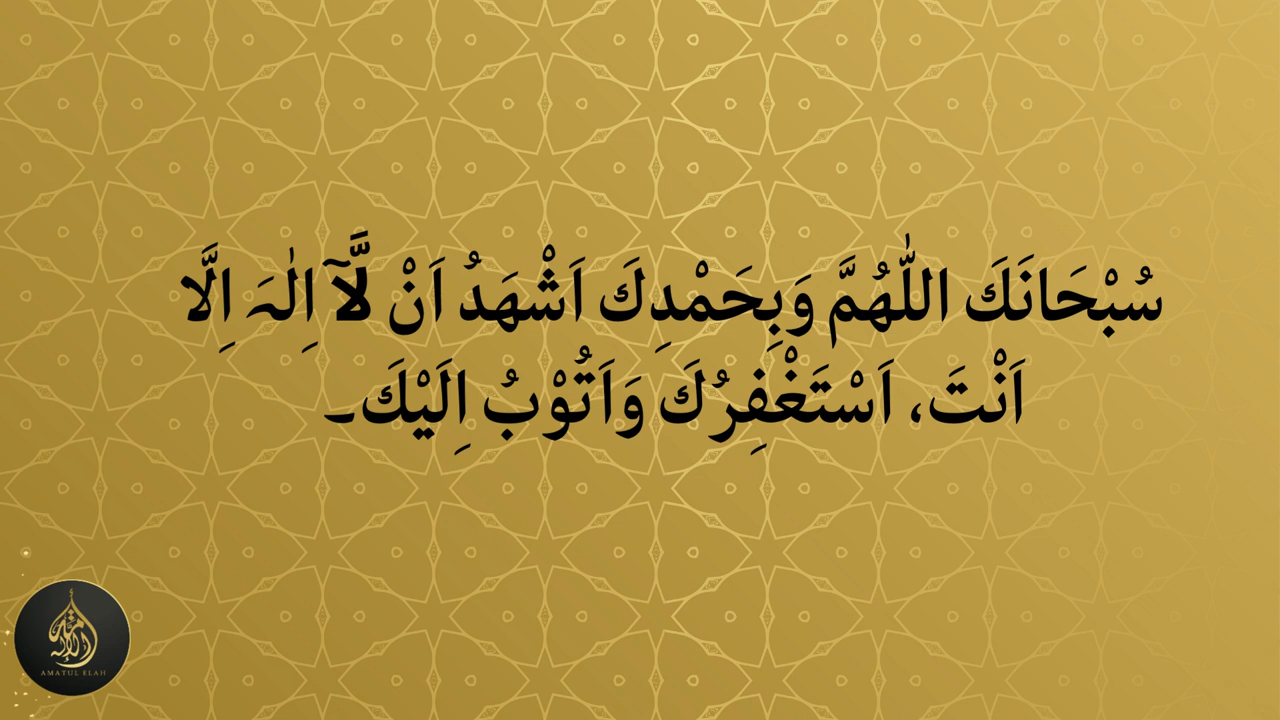 سُبْحَانَكَ اللّٰهُمَّ وَبِحَمْدِكَ اَشْهَدُ اَنْ لَّآ اِلٰہَ اِلَّا
اَنْتَ، اَسْتَغْفِرُكَ وَاَتُوْبُ اِلَيْكَ۔
AMATUL ELAH